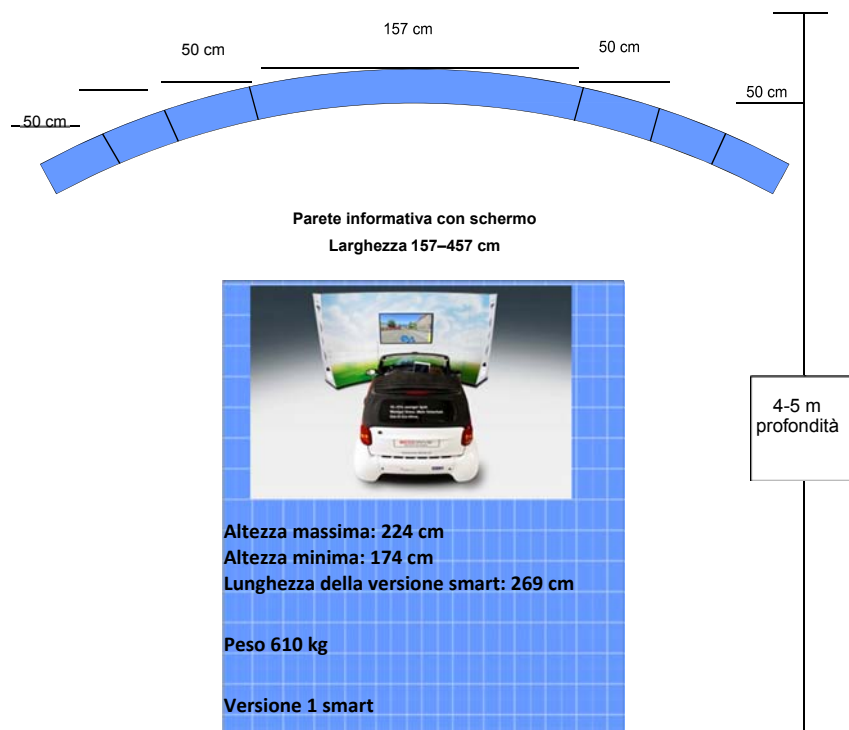 157 cm
50 cm
50 cm
50 cm
50 cm
Parete informativa con schermo
Larghezza 157–457 cm
4-5 m
profondità
Altezza massima: 224 cm
Altezza minima: 174 cm
Lunghezza della versione smart: 269 cm
Peso 610 kg
Versione 1 smart